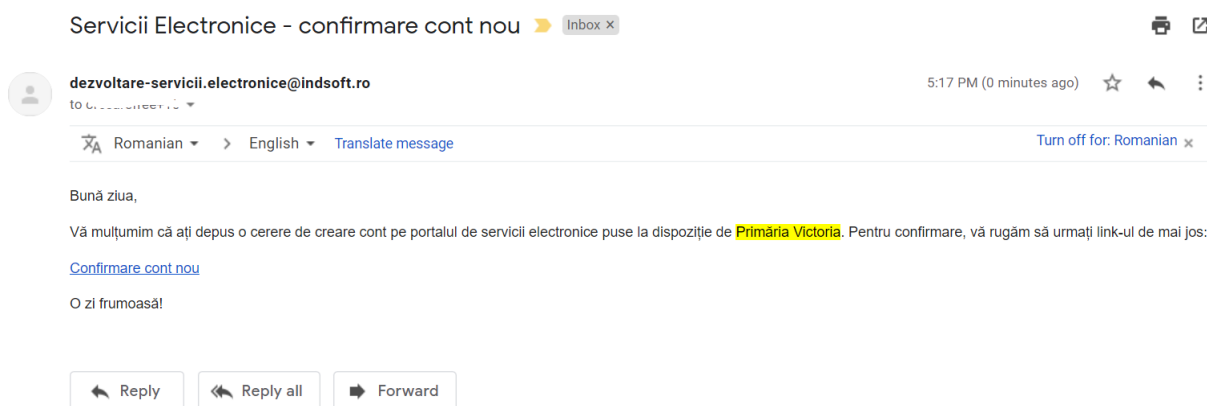 Servicii Electronice - confirmare cont nou Inbox ×
dezvoltare-servicii.electronice@indsoft.ro 5:17 PM (0 minutes ago)
to
Romanian > English Translate message Turn off for: Romanian ×
Bună ziua,
Vă mulțumim că ați depus o cerere de creare cont pe portalul de servicii electronice puse la dispoziție de Primăria Victoria. Pentru confirmare, vă rugăm să urmați link-ul de mai jos:
Confirmare cont nou
O zi frumoasă!
Reply Reply all Forward